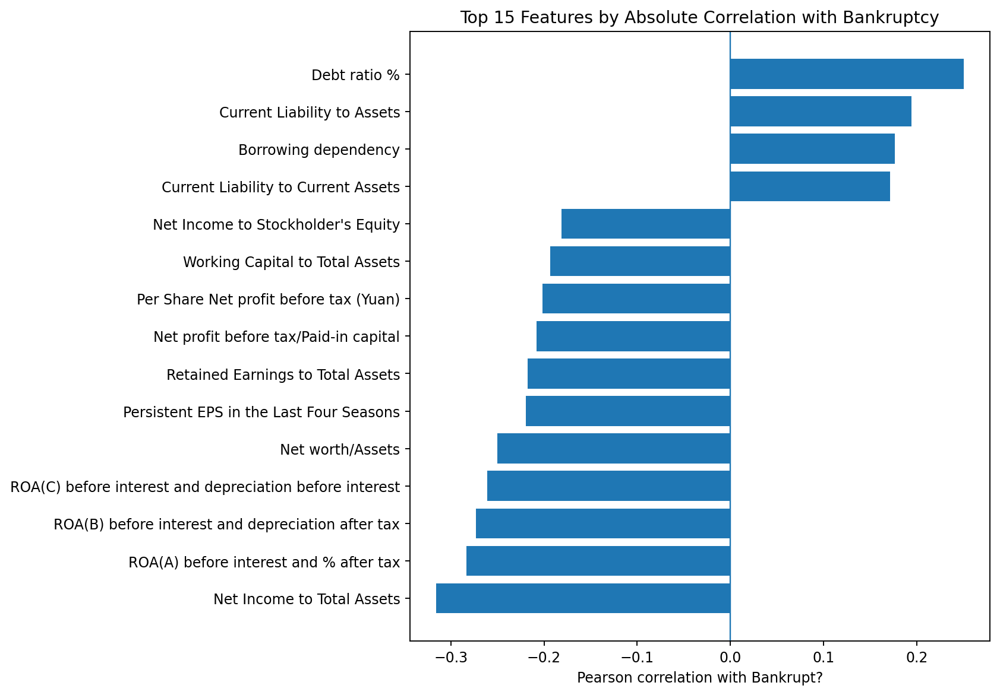 Top 15 Features by Absolute Correlation with Bankruptcy
Debt ratio %
Current Liability to Assets
Borrowing dependency
Current Liability to Current Assets
Net Income to Stockholder's Equity
Working Capital to Total Assets
Per Share Net profit before tax (Yuan)
Net profit before tax/Paid-in capital
Retained Earnings to Total Assets
Persistent EPS in the Last Four Seasons
Net worth/Assets
ROA(C) before interest and depreciation before interest
ROA(B) before interest and depreciation after tax
ROA(A) before interest and % after tax
Net Income to Total Assets
−0.3 −0.2 −0.1 0.0 0.1 0.2
Pearson correlation with Bankrupt?